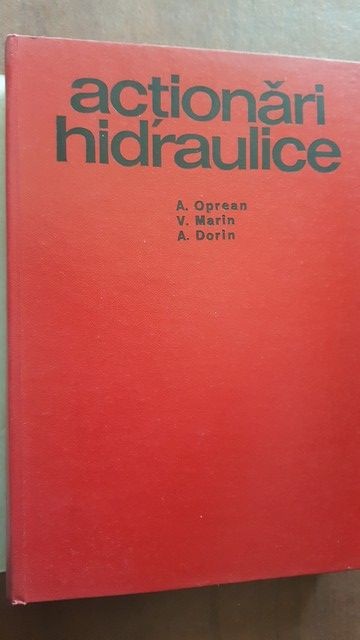 acționări
hidraulice
A. Oprean
V. Marin
A. Dorin